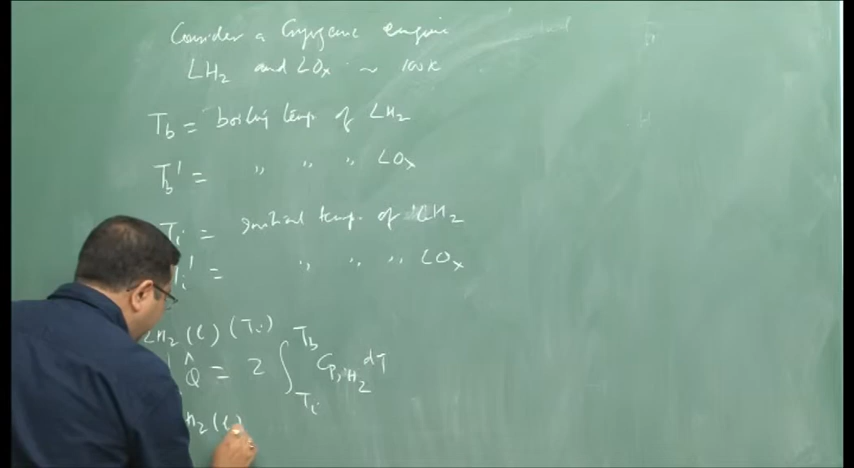 Consider a Cryogenic engine
LH₂ and LOₓ ~ 100K
T_b = boiling temp. of LH₂
T_b' = " " " LOₓ
T_i = Initial temp. of LH₂
T_i' = " " " LOₓ
2H₂ (l) (T_i)
Q̂ = 2 ∫_{T_i}^{T_b} C_{p,H₂} dT
H₂ (l)